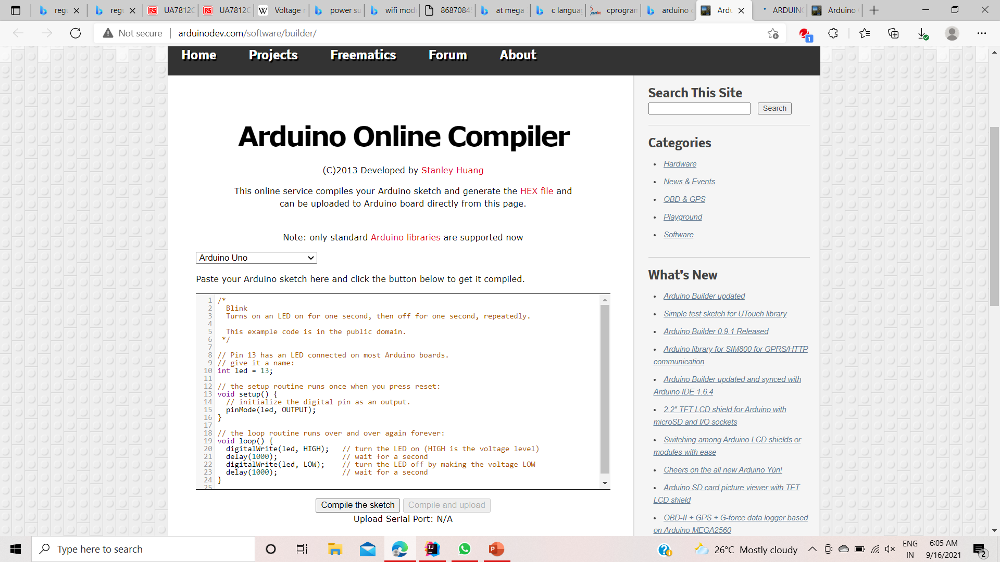 regu
regu
UA7812C
UA7812C
Voltage r
power su
wifi mod
8687084
at mega
c langua
cprogram
arduino c
Ardu
ARDUINO
Arduino
Not secure
arduinodev.com/software/builder/
1
Home Projects Freematics Forum About
Arduino Online Compiler
(C)2013 Developed by Stanley Huang
This online service compiles your Arduino sketch and generate the HEX file and
can be uploaded to Arduino board directly from this page.
Note: only standard Arduino libraries are supported now
Arduino Uno
Paste your Arduino sketch here and click the button below to get it compiled.
1 /*
2 Blink
3 Turns on an LED on for one second, then off for one second, repeatedly.
4
5 This example code is in the public domain.
6 */
7
8 // Pin 13 has an LED connected on most Arduino boards.
9 // give it a name:
10 int led = 13;
11
12 // the setup routine runs once when you press reset:
13 void setup() {
14 // initialize the digital pin as an output.
15 pinMode(led, OUTPUT);
16 }
17
18 // the loop routine runs over and over again forever:
19 void loop() {
20 digitalWrite(led, HIGH); // turn the LED on (HIGH is the voltage level)
21 delay(1000); // wait for a second
22 digitalWrite(led, LOW); // turn the LED off by making the voltage LOW
23 delay(1000); // wait for a second
24 }
25
Compile the sketch Compile and upload
Upload Serial Port: N/A
Search This Site
Search
Categories
Hardware
News & Events
OBD & GPS
Playground
Software
What's New
Arduino Builder updated
Simple test sketch for UTouch library
Arduino Builder 0.9.1 Released
Arduino library for SIM800 for GPRS/HTTP
communication
Arduino Builder updated and synced with
Arduino IDE 1.6.4
2.2" TFT LCD shield for Arduino with
microSD and I/O sockets
Switching among Arduino LCD shields or
modules with ease
Cheers on the all new Arduino Yún!
Arduino SD card picture viewer with TFT
LCD shield
OBD-II + GPS + G-force data logger based
on Arduino MEGA2560
Type here to search
26°C Mostly cloudy
ENG
IN
6:05 AM
9/16/2021
2